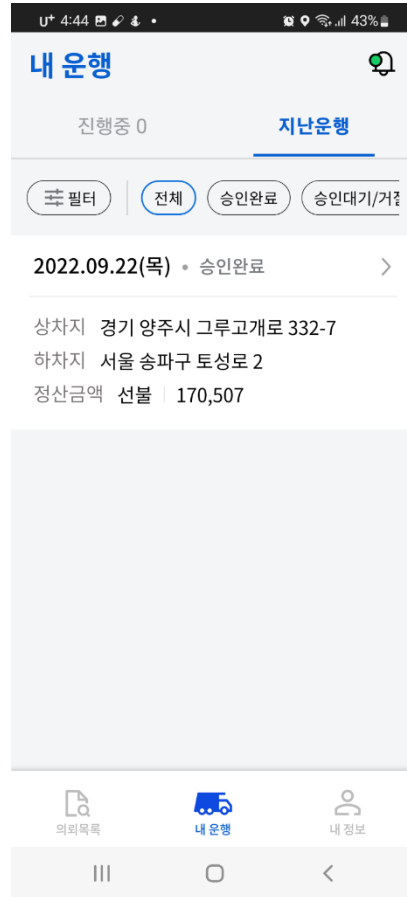 U+ 4:44 43%
내 운행
진행중 0 지난운행
필터 전체 승인완료 승인대기/거절
2022.09.22(목) • 승인완료
상차지 경기 양주시 그루고개로 332-7
하차지 서울 송파구 토성로 2
정산금액 선불 170,507
의뢰목록 내 운행 내 정보